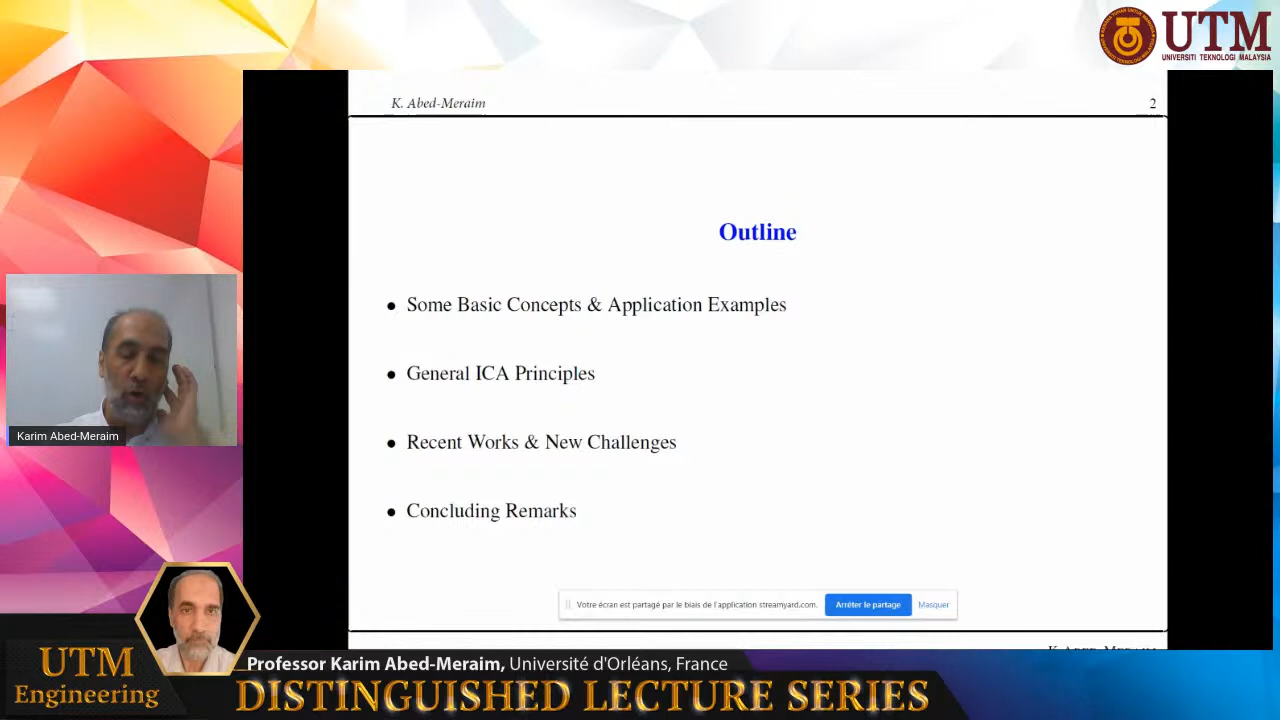 UTM
UNIVERSITI TEKNOLOGI MALAYSIA
K. Abed-Meraim
2
Outline
• Some Basic Concepts & Application Examples
• General ICA Principles
• Recent Works & New Challenges
• Concluding Remarks
Karim Abed-Meraim
Votre écran est partagé par le biais de l'application streamyard.com.
Arrêter le partage
Masquer
Professor Karim Abed-Meraim, Université d'Orléans, France
UTM
Engineering
DISTINGUISHED LECTURE SERIES